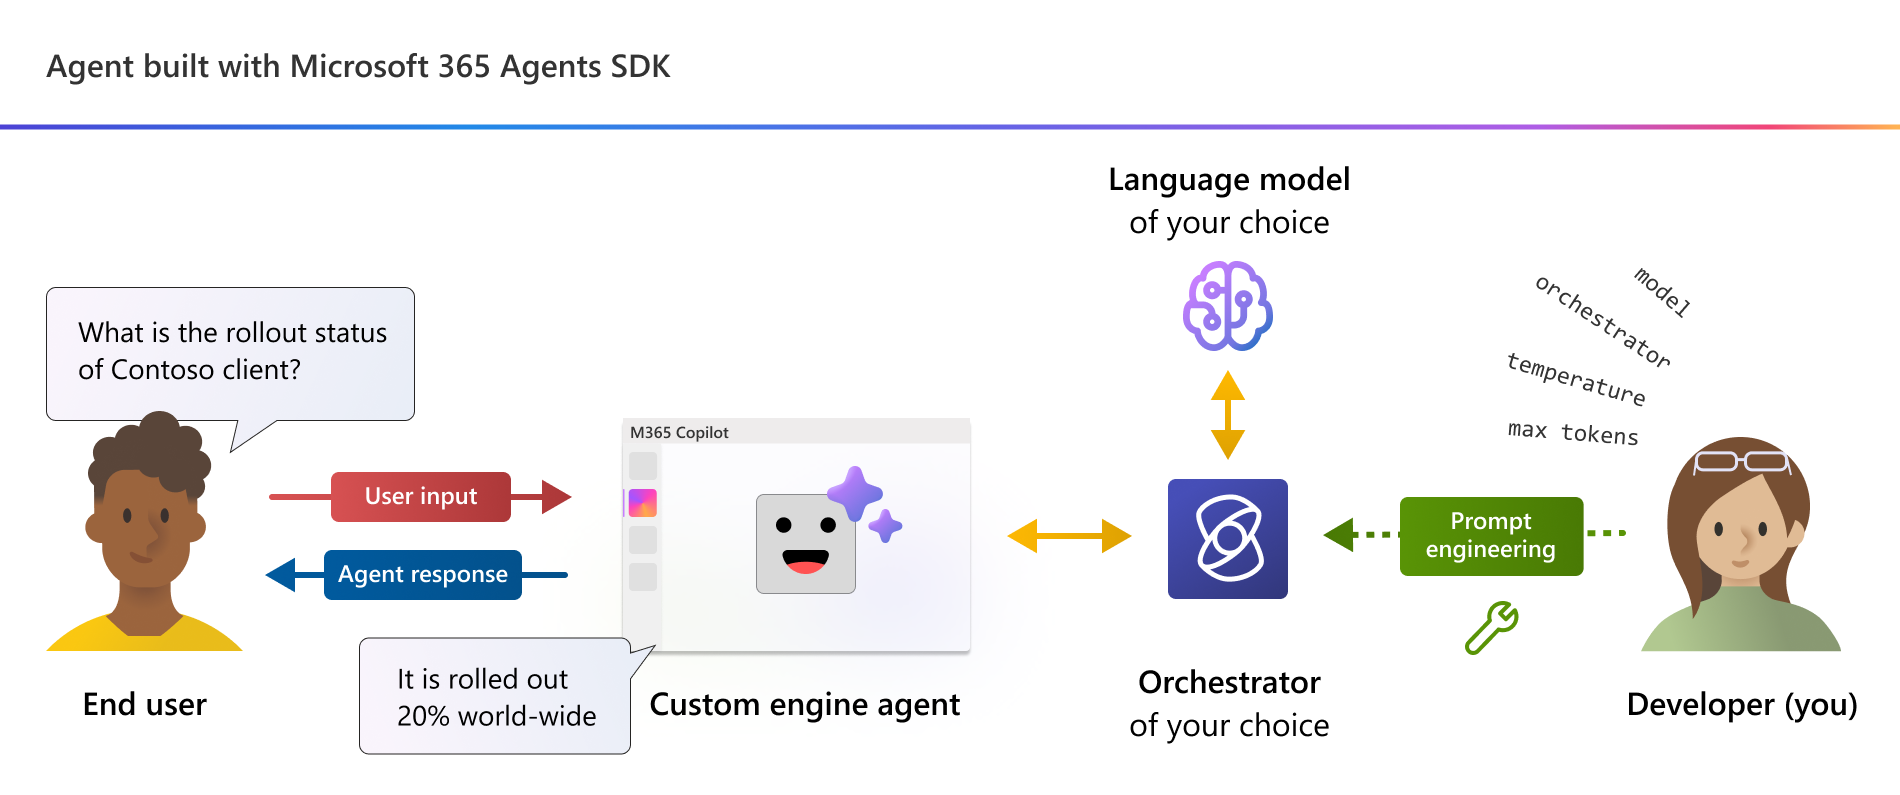 Agent built with Microsoft 365 Agents SDK
Language model
of your choice
What is the rollout status
of Contoso client?
model
orchestrator
temperature
max tokens
M365 Copilot
User input
Agent response
Prompt
engineering
It is rolled out
20% world-wide
End user
Custom engine agent
Orchestrator
of your choice
Developer (you)